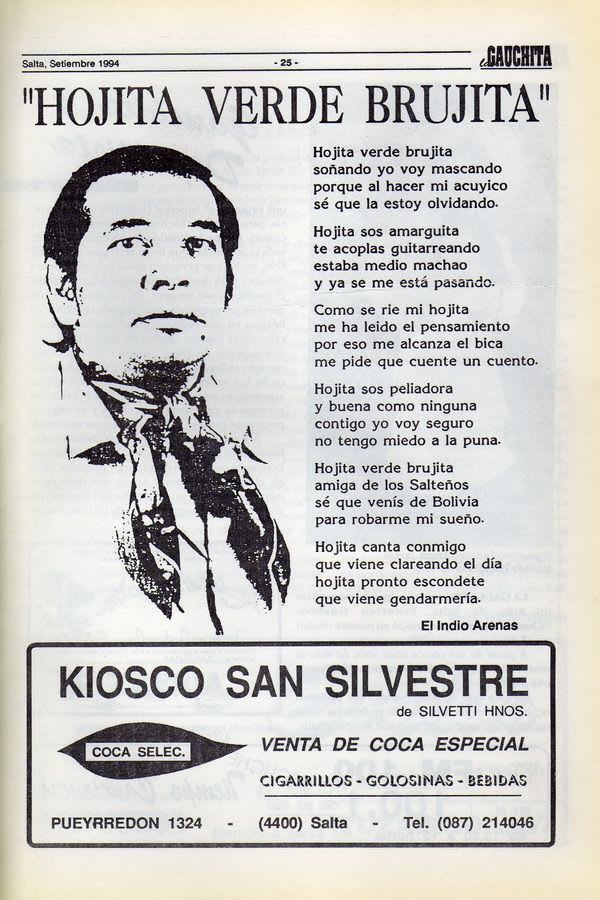 Salta, Setiembre 1994
- 25 -
la GAUCHITA
"HOJITA VERDE BRUJITA"
Hojita verde brujita
soñando yo voy mascando
porque al hacer mi acuyico
sé que la estoy olvidando.
Hojita sos amarguita
te acoplas guitarreando
estaba medio machao
y ya se me está pasando.
Como se rie mi hojita
me ha leido el pensamiento
por eso me alcanza el bica
me pide que cuente un cuento.
Hojita sos peliadora
y buena como ninguna
contigo yo voy seguro
no tengo miedo a la puna.
Hojita verde brujita
amiga de los Salteños
sé que venís de Bolivia
para robarme mi sueño.
Hojita canta conmigo
que viene clareando el día
hojita pronto escondete
que viene gendarmería.
El Indio Arenas
KIOSCO SAN SILVESTRE
de SILVETTI HNOS.
COCA SELEC.
VENTA DE COCA ESPECIAL
CIGARRILLOS - GOLOSINAS - BEBIDAS
PUEYRREDON 1324 - (4400) Salta - Tel. (087) 214046